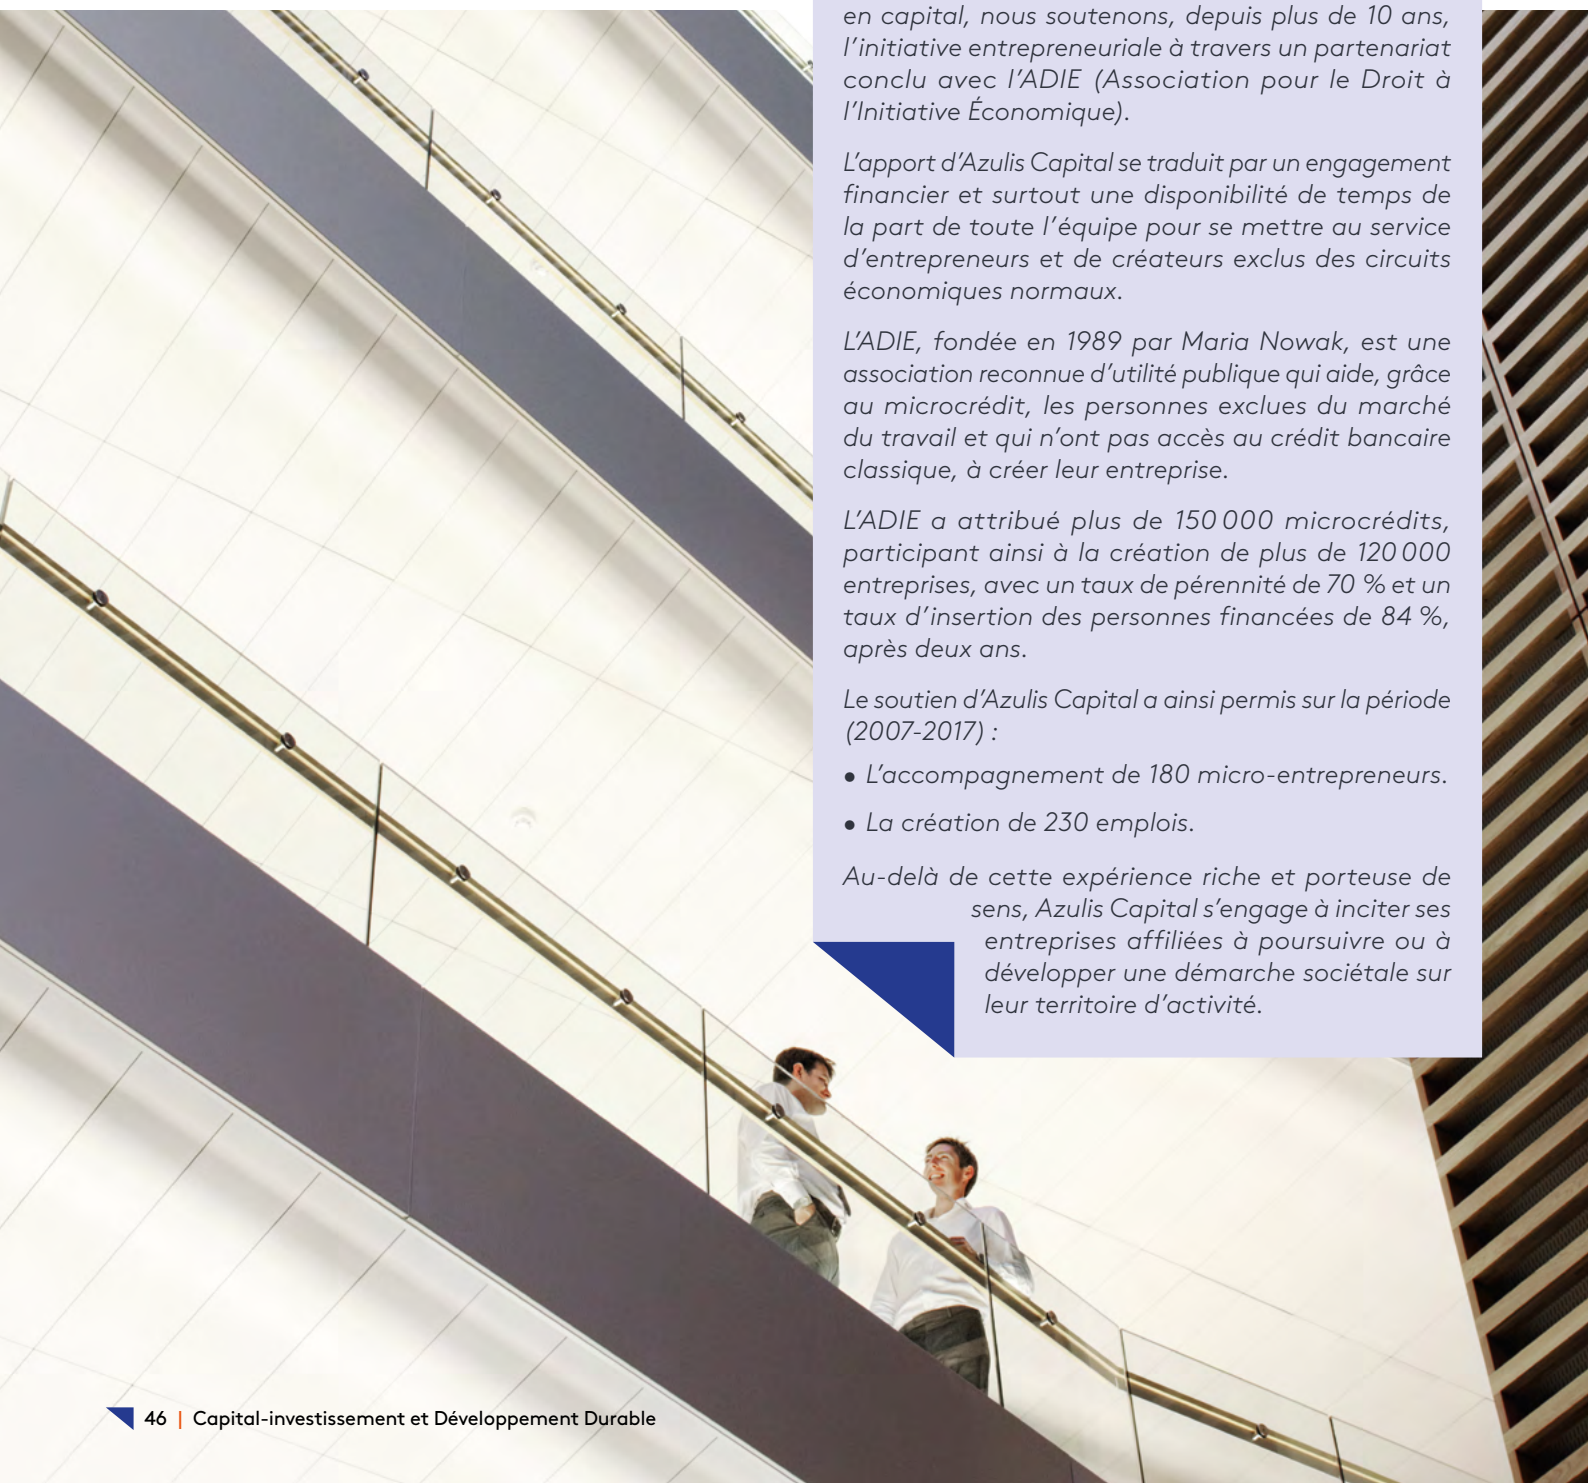 en capital, nous soutenons, depuis plus de 10 ans,
l’initiative entrepreneuriale à travers un partenariat
conclu avec l’ADIE (Association pour le Droit à
l’Initiative Économique).
L’apport d’Azulis Capital se traduit par un engagement
financier et surtout une disponibilité de temps de
la part de toute l’équipe pour se mettre au service
d’entrepreneurs et de créateurs exclus des circuits
économiques normaux.
L’ADIE, fondée en 1989 par Maria Nowak, est une
association reconnue d’utilité publique qui aide, grâce
au microcrédit, les personnes exclues du marché
du travail et qui n’ont pas accès au crédit bancaire
classique, à créer leur entreprise.
L’ADIE a attribué plus de 150 000 microcrédits,
participant ainsi à la création de plus de 120 000
entreprises, avec un taux de pérennité de 70 % et un
taux d’insertion des personnes financées de 84 %,
après deux ans.
Le soutien d’Azulis Capital a ainsi permis sur la période
(2007-2017) :
• L’accompagnement de 180 micro-entrepreneurs.
• La création de 230 emplois.
Au-delà de cette expérience riche et porteuse de
sens, Azulis Capital s’engage à inciter ses
entreprises affiliées à poursuivre ou à
développer une démarche sociétale sur
leur territoire d’activité.
46 | Capital-investissement et Développement Durable